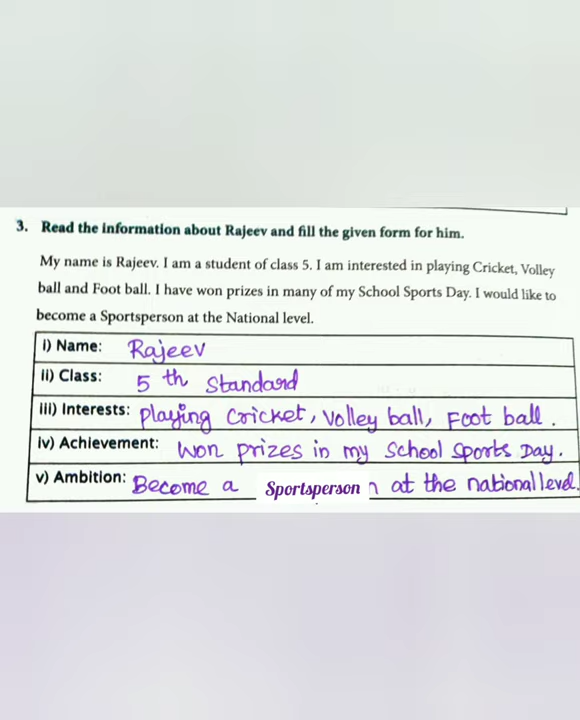 3. Read the information about Rajeev and fill the given form for him.
My name is Rajeev. I am a student of class 5. I am interested in playing Cricket, Volley
ball and Foot ball. I have won prizes in many of my School Sports Day. I would like to
become a Sportsperson at the National level.
i) Name: Rajeev
ii) Class: 5 th Standard
iii) Interests: playing Cricket, Volley ball, Foot ball.
iv) Achievement: Won prizes in my School Sports Day.
v) Ambition: Become a Sportsperson n at the national level.